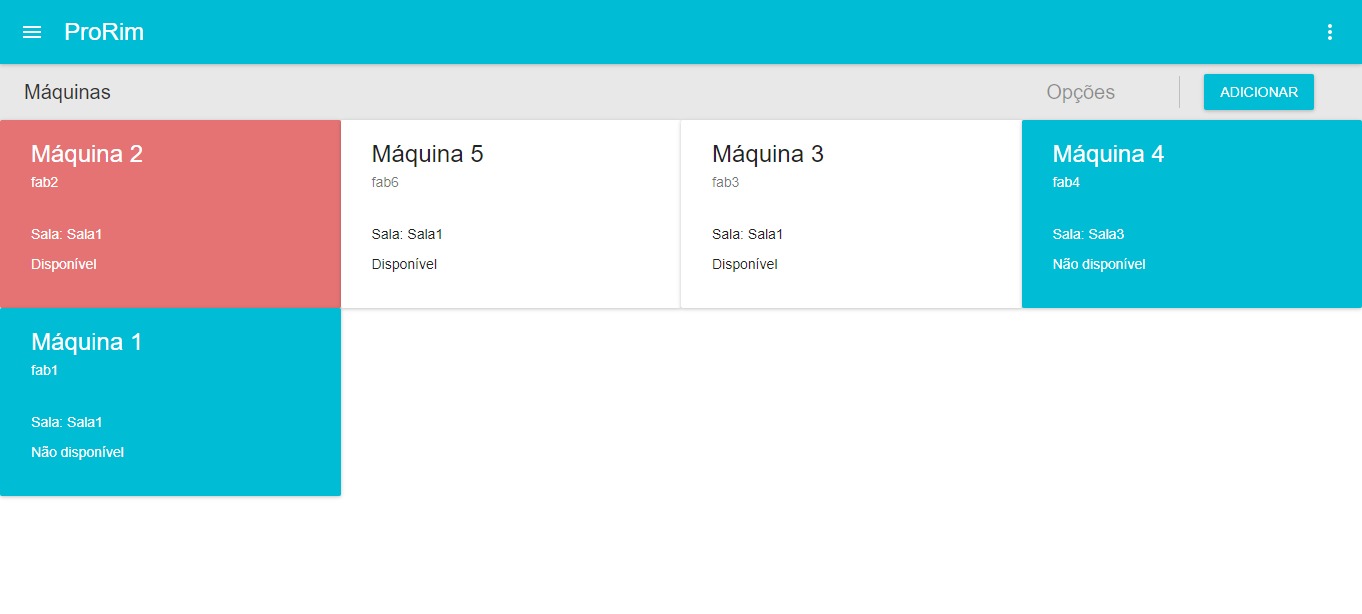 ProRim
Máquinas
Opções
ADICIONAR
Máquina 2
fab2
Sala: Sala1
Disponível
Máquina 5
fab6
Sala: Sala1
Disponível
Máquina 3
fab3
Sala: Sala1
Disponível
Máquina 4
fab4
Sala: Sala3
Não disponível
Máquina 1
fab1
Sala: Sala1
Não disponível